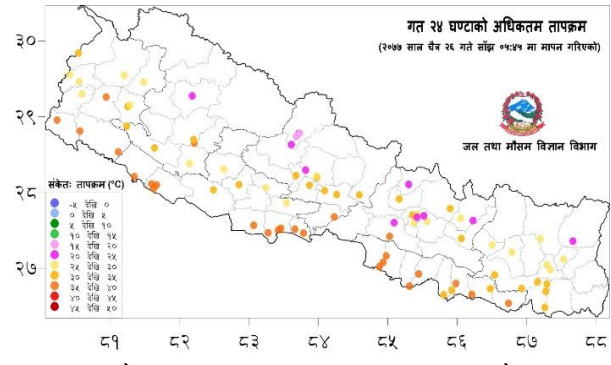 गत २४ घण्टाको अधिकतम तापक्रम
(२०७७ साल चैत्र २६ गते साँझ ०५:४५ मा मापन गरिएको)
जल तथा मौसम विज्ञान विभाग
३०
२९
२८
२७
संकेतः तापक्रम (°C)
-५ देखि ०
० देखि ५
५ देखि १०
१० देखि १५
१५ देखि २०
२० देखि २५
२५ देखि ३०
३० देखि ३५
३५ देखि ४०
४० देखि ४५
४५ देखि ५०
८१ ८२ ८३ ८४ ८५ ८६ ८७ ८८